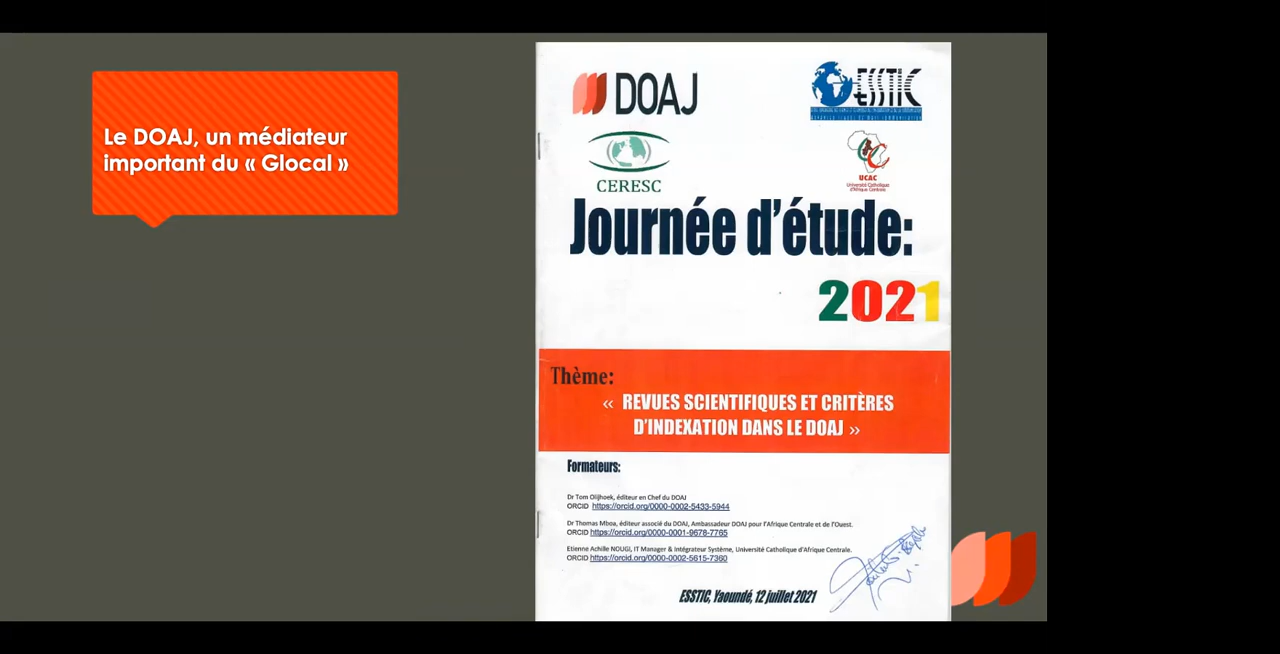 Le DOAJ, un médiateur
important du « Glocal »
DOAJ
ESSTIC
CERESC
UCAC
Université Catholique
d'Afrique Centrale
Journée d'étude:
2021
Thème:
« REVUES SCIENTIFIQUES ET CRITÈRES
D'INDEXATION DANS LE DOAJ »
Formateurs:
Dr Tom Olijhoek, éditeur en Chef du DOAJ
ORCID https://orcid.org/0000-0002-5433-5944
Dr Thomas Mboa, éditeur associé du DOAJ, Ambassadeur DOAJ pour l'Afrique Centrale et de l'Ouest.
ORCID https://orcid.org/0000-0001-9678-7765
Etienne Achille NOUGI, IT Manager & Intégrateur Système, Université Catholique d'Afrique Centrale.
ORCID https://orcid.org/0000-0002-5615-7360
ESSTIC, Yaoundé, 12 juillet 2021